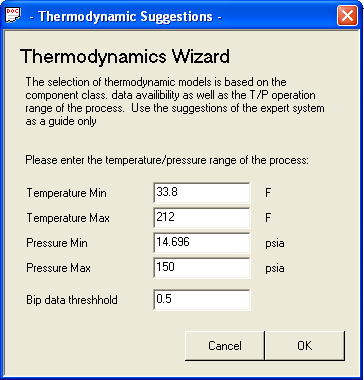 - Thermodynamic Suggestions -
Thermodynamics Wizard
The selection of thermodynamic models is based on the
component class. data availibility as well as the T/P operation
range of the process. Use the suggestions of the expert system
as a guide only
Please enter the temperature/pressure range of the process:
Temperature Min 33.8 F
Temperature Max 212 F
Pressure Min 14.696 psia
Pressure Max 150 psia
Bip data threshhold 0.5
Cancel OK